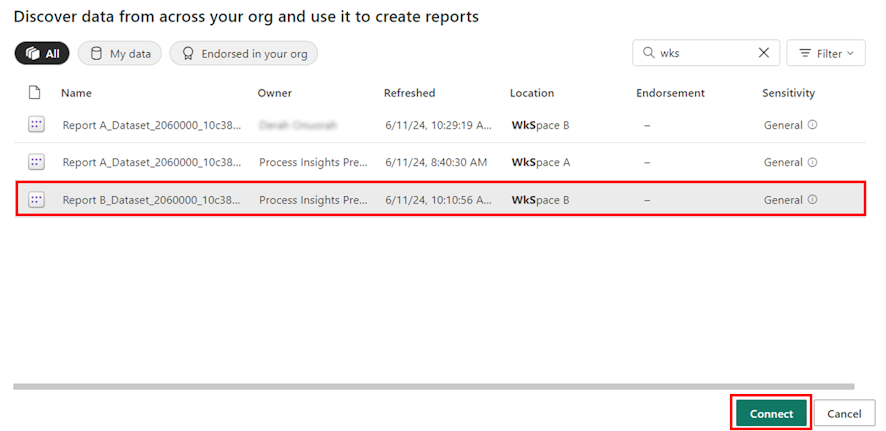 Discover data from across your org and use it to create reports
All My data Endorsed in your org wks Filter
Name Owner Refreshed Location Endorsement Sensitivity
Report A_Dataset_2060000_10c38... 6/11/24, 10:29:19 A... WkSpace B – General
Report A_Dataset_2060000_10c38... Process Insights Pre... 6/11/24, 8:40:30 AM WkSpace A – General
Report B_Dataset_2060000_10c38... Process Insights Pre... 6/11/24, 10:10:56 A... WkSpace B – General
Connect Cancel